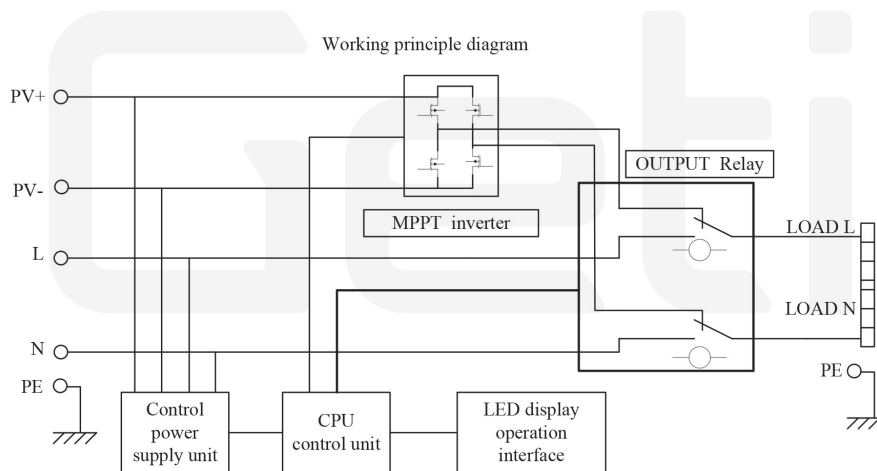 Working principle diagram
PV+
PV-
L
N
PE
MPPT inverter
OUTPUT Relay
LOAD L
LOAD N
PE
Control
power
supply unit
CPU
control unit
LED display
operation
interface
Geti